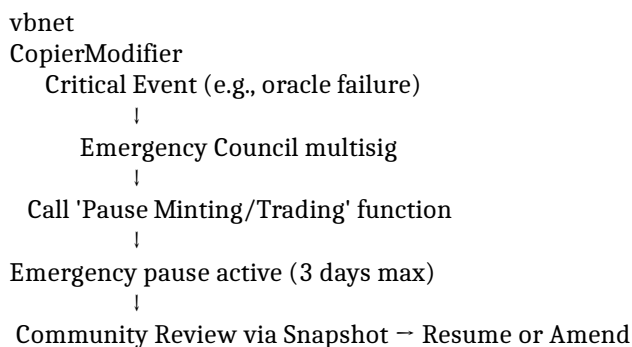 vbnet
CopierModifier
Critical Event (e.g., oracle failure)
↓
Emergency Council multisig
↓
Call 'Pause Minting/Trading' function
↓
Emergency pause active (3 days max)
↓
Community Review via Snapshot → Resume or Amend